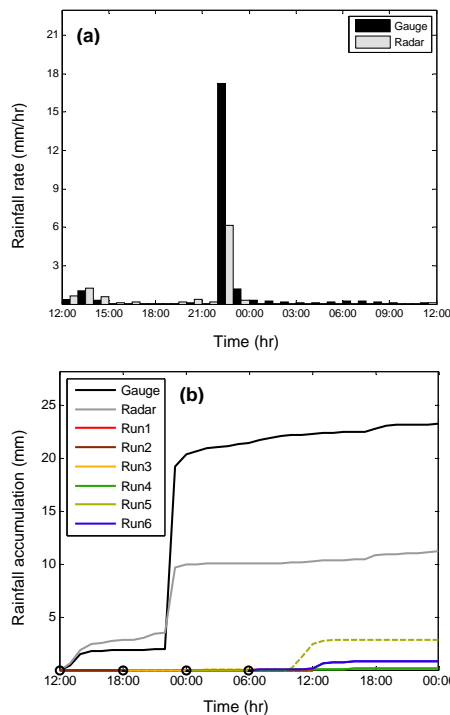 (a)
Gauge
Radar
Rainfall rate (mm/hr)
21
18
15
12
9
6
3
12:00 15:00 18:00 21:00 00:00 03:00 06:00 09:00 12:00
Time (hr)
(b)
Gauge
Radar
Run1
Run2
Run3
Run4
Run5
Run6
Rainfall accumulation (mm)
25
20
15
10
5
12:00 18:00 00:00 06:00 12:00 18:00 00:00
Time (hr)